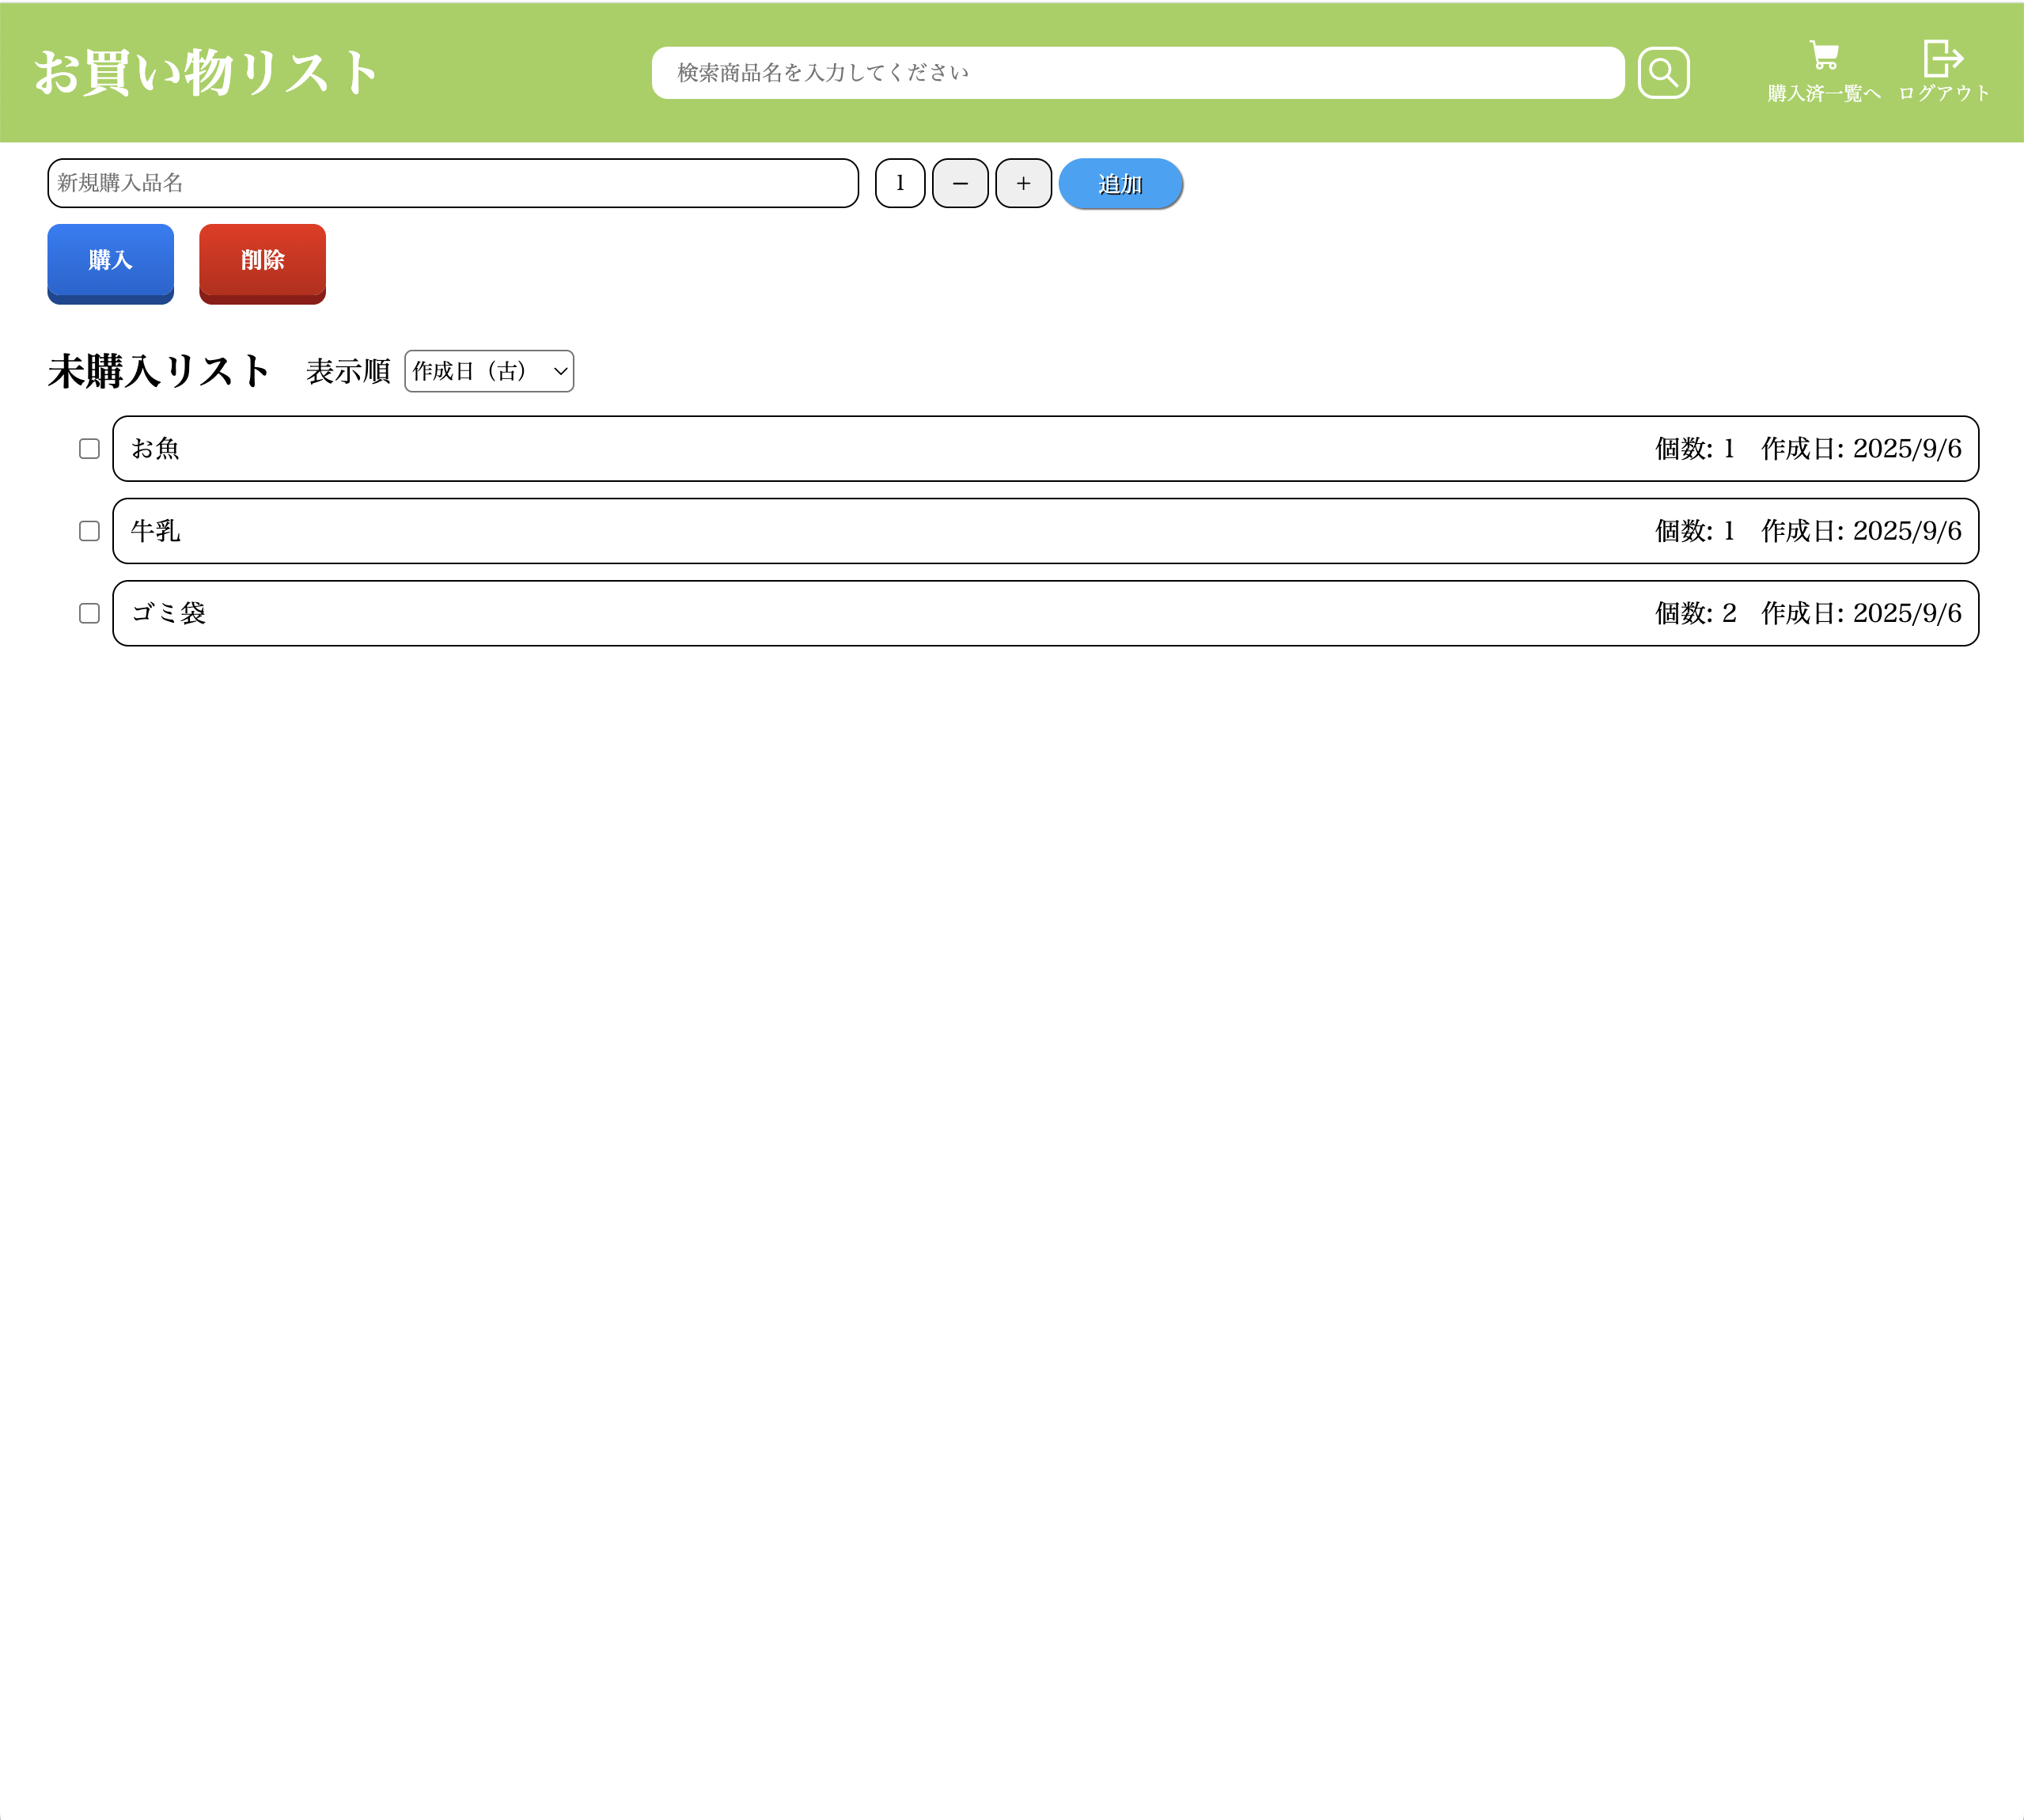 お買い物リスト
検索商品名を入力してください
購入済一覧へ ログアウト
新規購入品名 1 − + 追加
購入 削除
未購入リスト 表示順 作成日（古）
お魚 個数: 1 作成日: 2025/9/6
牛乳 個数: 1 作成日: 2025/9/6
ゴミ袋 個数: 2 作成日: 2025/9/6